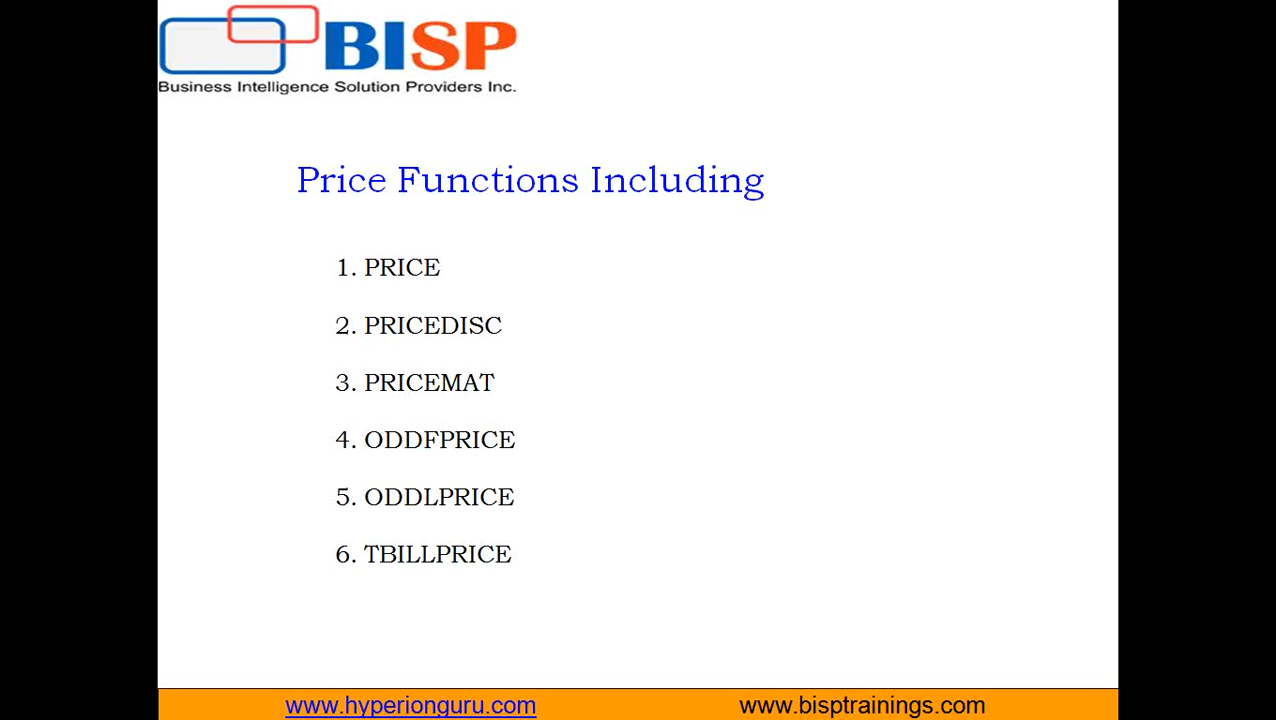 BISP
Business Intelligence Solution Providers Inc.
Price Functions Including
1. PRICE
2. PRICEDISC
3. PRICEMAT
4. ODDFPRICE
5. ODDLPRICE
6. TBILLPRICE
www.hyperionguru.com
www.bisptrainings.com